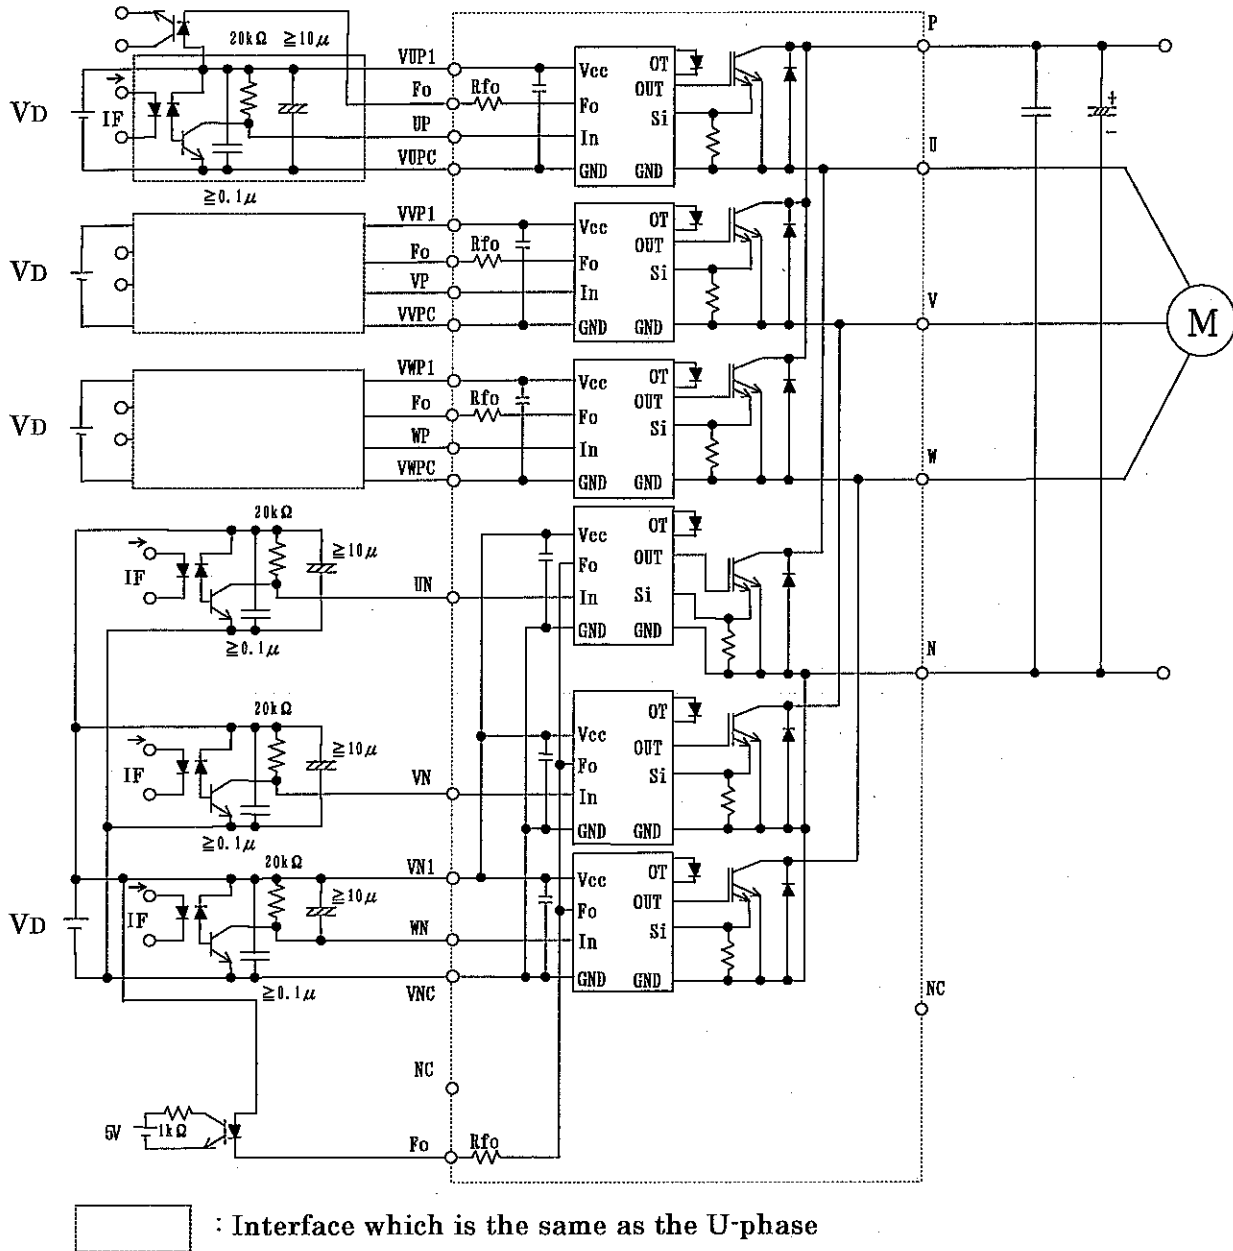 P
20kΩ ≧10μ
VUP1
Fo
UP
VUPC
VD
IF
≧0.1μ
Rfo
Vcc
Fo
In
GND
OT
OUT
Si
GND
U
VVP1
Fo
VP
VVPC
VD
Rfo
Vcc
Fo
In
GND
OT
OUT
Si
GND
V
M
VWP1
Fo
WP
VWPC
VD
Rfo
Vcc
Fo
In
GND
OT
OUT
Si
GND
W
20kΩ
≧10μ
IF
≧0.1μ
UN
Vcc
Fo
In
GND
OT
OUT
Si
GND
N
20kΩ
≧10μ
IF
≧0.1μ
VN
Vcc
Fo
In
GND
OT
OUT
Si
GND
20kΩ
≧10μ
VD
IF
≧0.1μ
VN1
WN
VNC
Vcc
Fo
In
GND
OT
OUT
Si
GND
NC
NC
5V
1kΩ
Fo
Rfo
+
-
: Interface which is the same as the U-phase